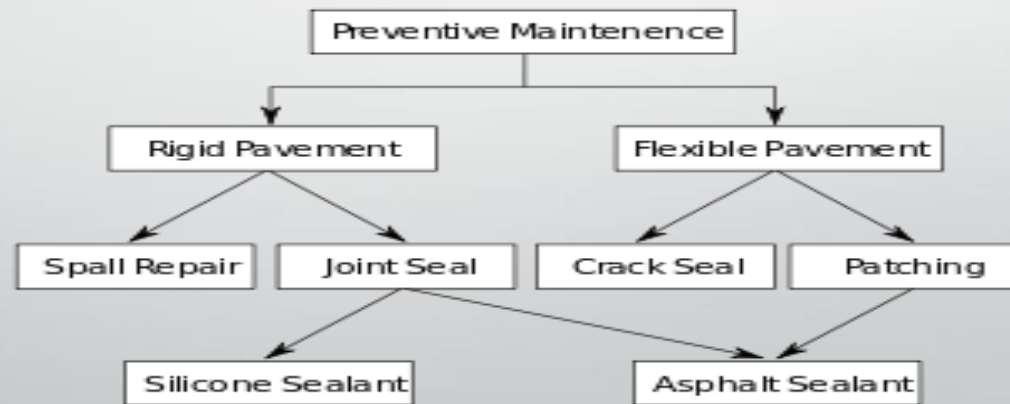 Preventive Maintenence
Rigid Pavement
Flexible Pavement
Spall Repair
Joint Seal
Crack Seal
Patching
Silicone Sealant
Asphalt Sealant